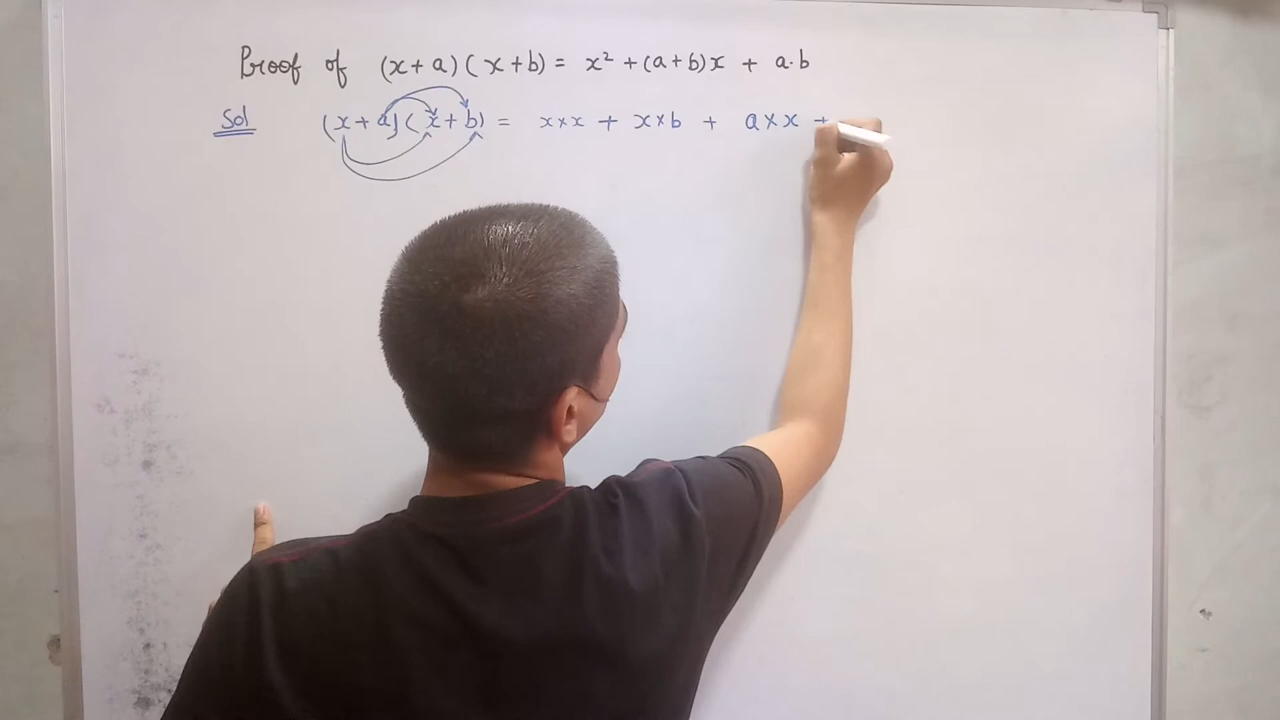 Proof of (x+a)(x+b) = x² + (a+b)x + a·b
Sol (x+a)(x+b) = x×x + x×b + a×x +